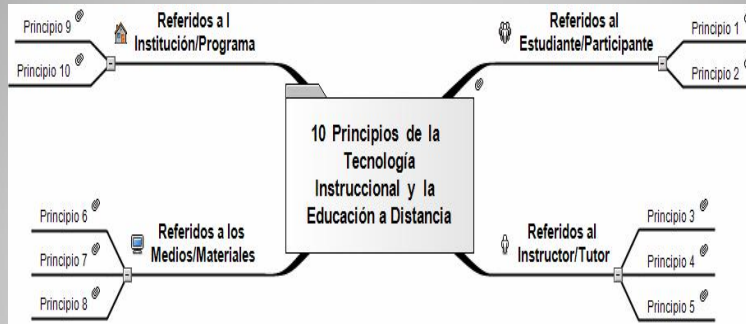 Principio 9
Principio 10
Referidos a l
Institución/Programa
Referidos al
Estudiante/Participante
Principio 1
Principio 2
10 Principios de la
Tecnología
Instruccional y la
Educación a Distancia
Principio 6
Principio 7
Principio 8
Referidos a los
Medios/Materiales
Referidos al
Instructor/Tutor
Principio 3
Principio 4
Principio 5